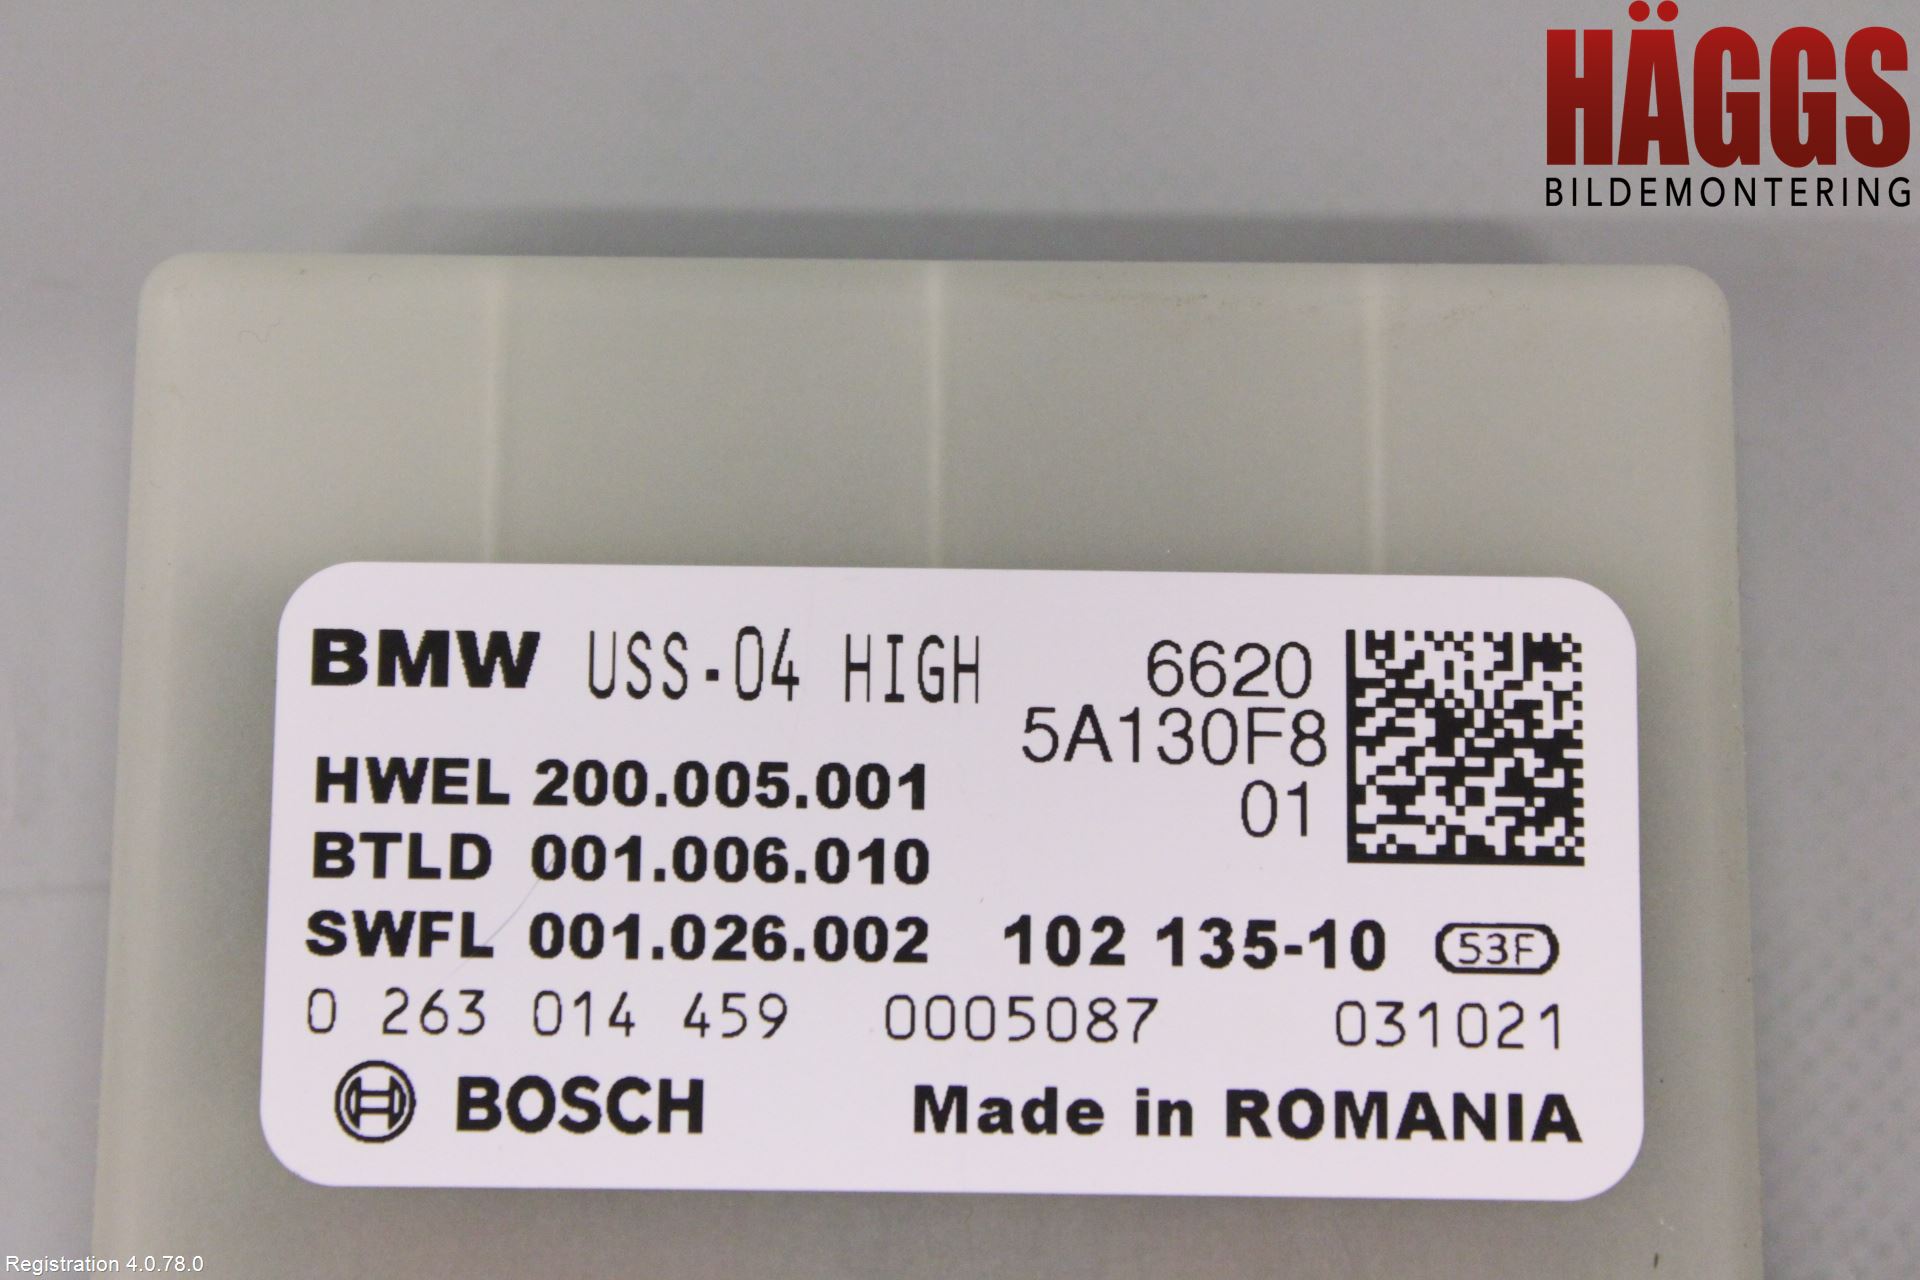 HÄGGS
BILDEMONTERING
BMW USS-04 HIGH 6620
5A130F8
01
HWEL 200.005.001
BTLD 001.006.010
SWFL 001.026.002 102 135-10 53F
0 263 014 459 0005087 031021
BOSCH Made in ROMANIA
Registration 4.0.78.0